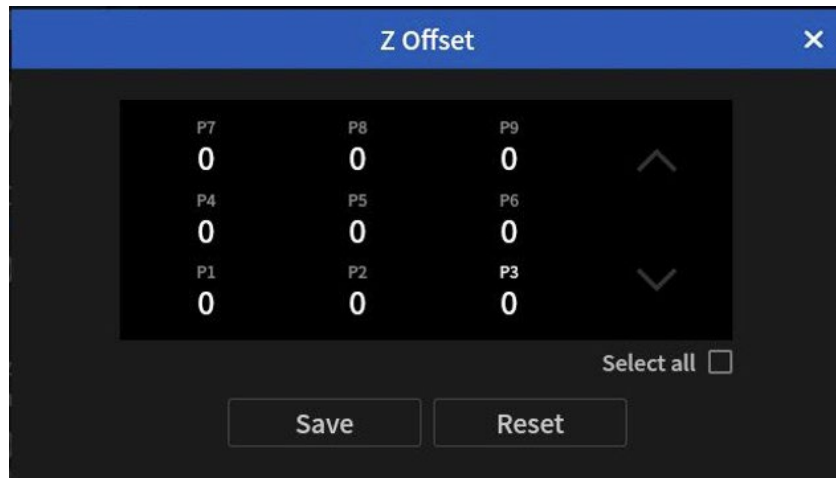 Z Offset
P7 P8 P9
0 0 0
P4 P5 P6
0 0 0
P1 P2 P3
0 0 0
Select all
Save Reset